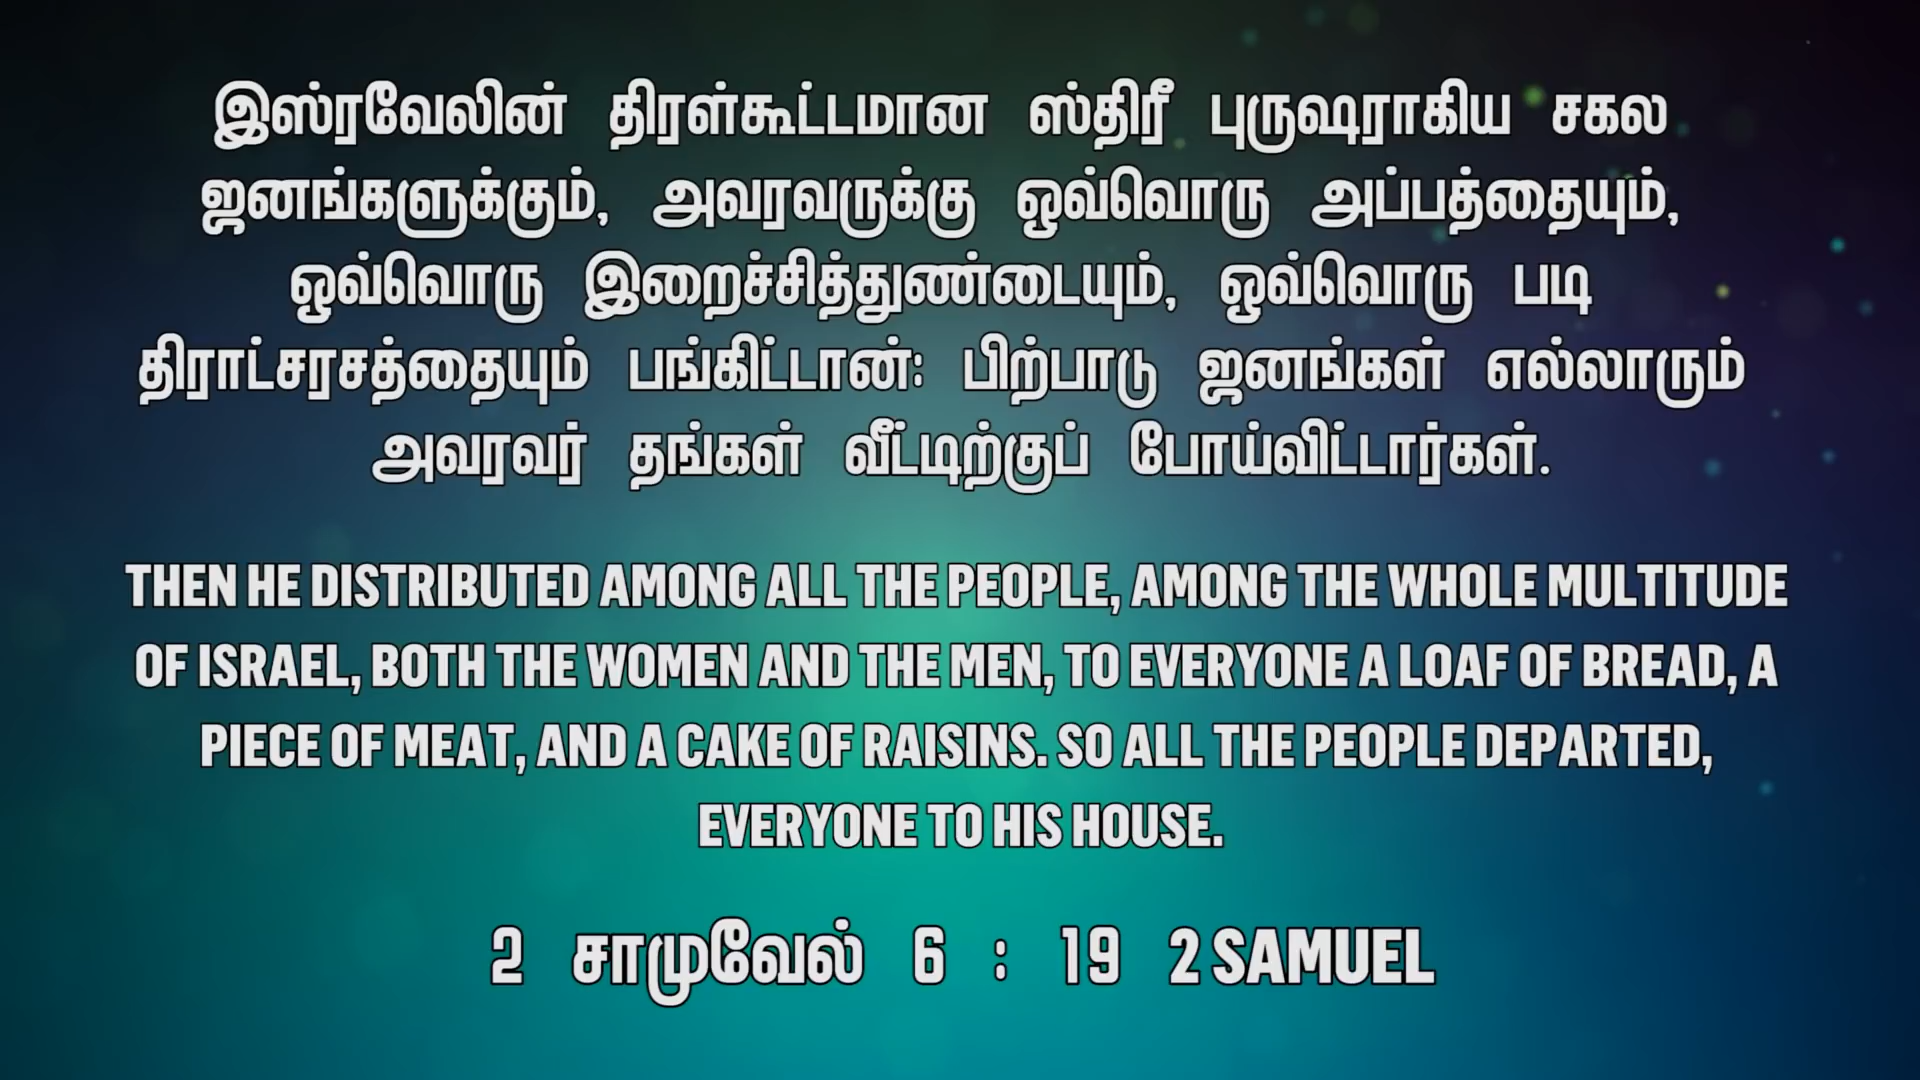 இஸ்ரவேலின் திரள்கூட்டமான ஸ்திரீ புருஷராகிய சகல
ஜனங்களுக்கும், அவரவருக்கு ஒவ்வொரு அப்பத்தையும்,
ஒவ்வொரு இறைச்சித்துண்டையும், ஒவ்வொரு படி
திராட்சரசத்தையும் பங்கிட்டான்: பிற்பாடு ஜனங்கள் எல்லாரும்
அவரவர் தங்கள் வீட்டிற்குப் போய்விட்டார்கள்.
THEN HE DISTRIBUTED AMONG ALL THE PEOPLE, AMONG THE WHOLE MULTITUDE
OF ISRAEL, BOTH THE WOMEN AND THE MEN, TO EVERYONE A LOAF OF BREAD, A
PIECE OF MEAT, AND A CAKE OF RAISINS. SO ALL THE PEOPLE DEPARTED,
EVERYONE TO HIS HOUSE.
2 சாமுவேல் 6 : 19 2 SAMUEL